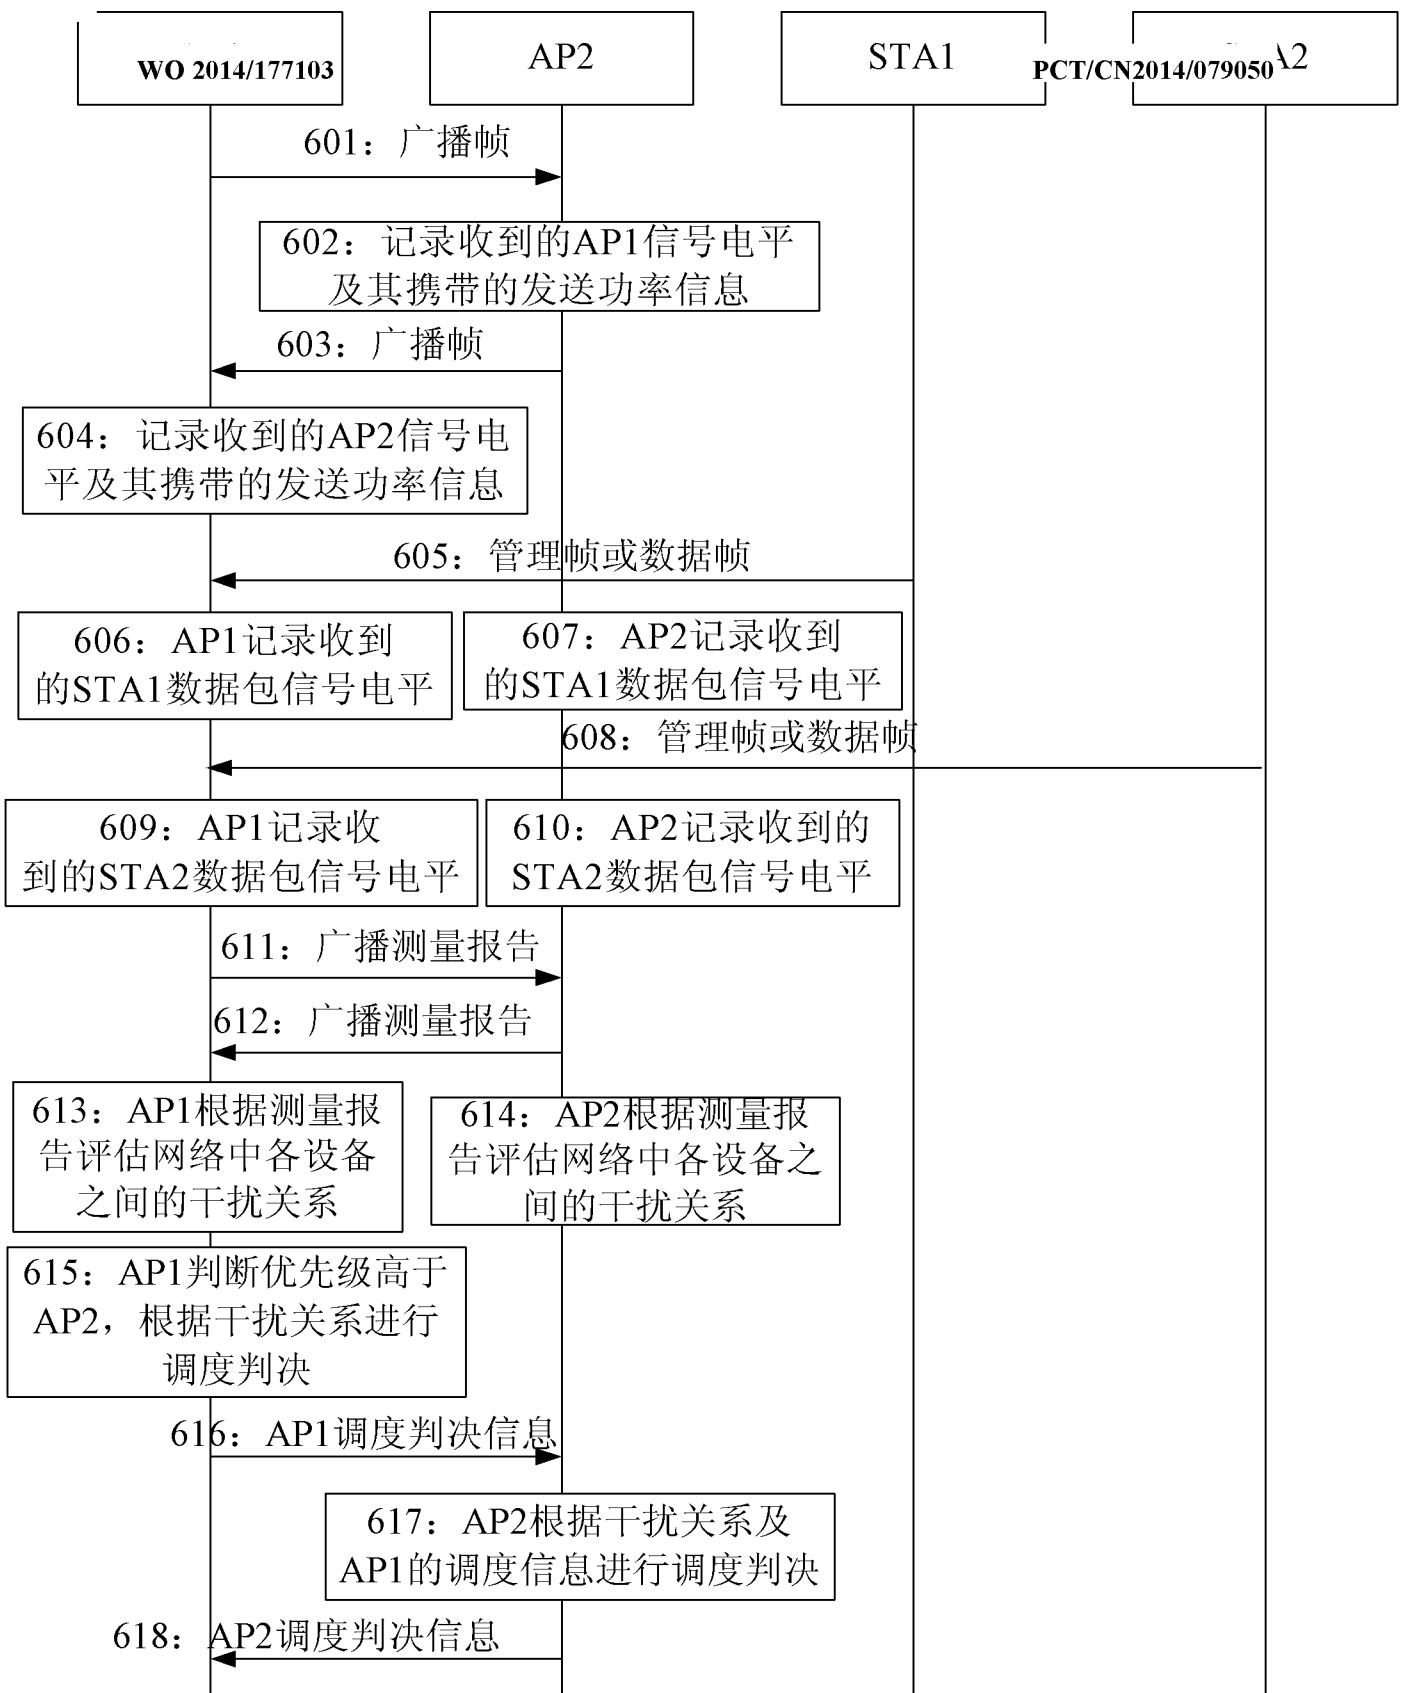 WO 2014/177103
AP2
STA1
PCT/CN2014/079050
A2
601：广播帧
602：记录收到的AP1信号电平
及其携带的发送功率信息
603：广播帧
604：记录收到的AP2信号电
平及其携带的发送功率信息
605：管理帧或数据帧
606：AP1记录收到
的STA1数据包信号电平
607：AP2记录收到
的STA1数据包信号电平
608：管理帧或数据帧
609：AP1记录收
到的STA2数据包信号电平
610：AP2记录收到的
STA2数据包信号电平
611：广播测量报告
612：广播测量报告
613：AP1根据测量报
告评估网络中各设备
之间的干扰关系
614：AP2根据测量报
告评估网络中各设备之
间的干扰关系
615：AP1判断优先级高于
AP2，根据干扰关系进行
调度判决
616：AP1调度判决信息
617：AP2根据干扰关系及
AP1的调度信息进行调度判决
618：AP2调度判决信息